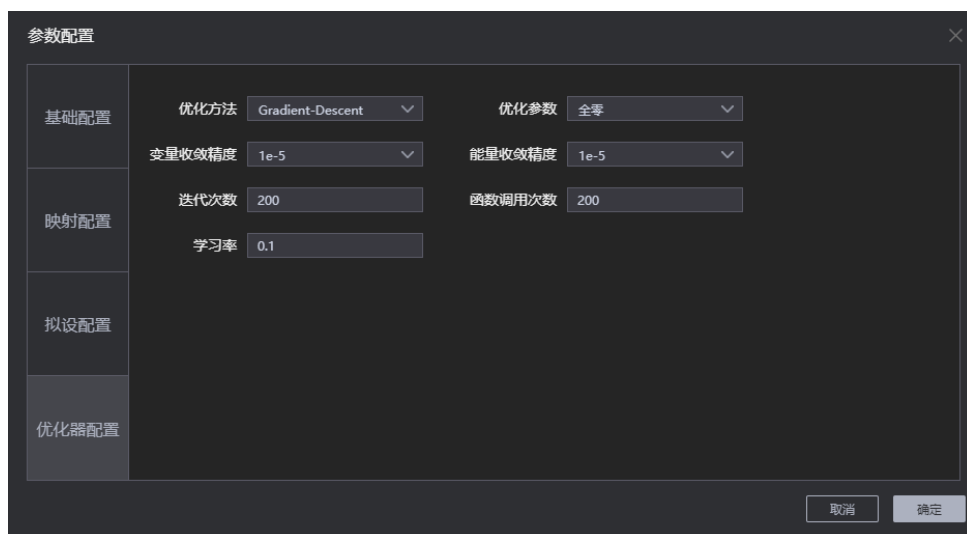 参数配置
基础配置
映射配置
拟设配置
优化器配置
优化方法 Gradient-Descent 优化参数 全零
变量收敛精度 1e-5 能量收敛精度 1e-5
迭代次数 200 函数调用次数 200
学习率 0.1
取消 确定